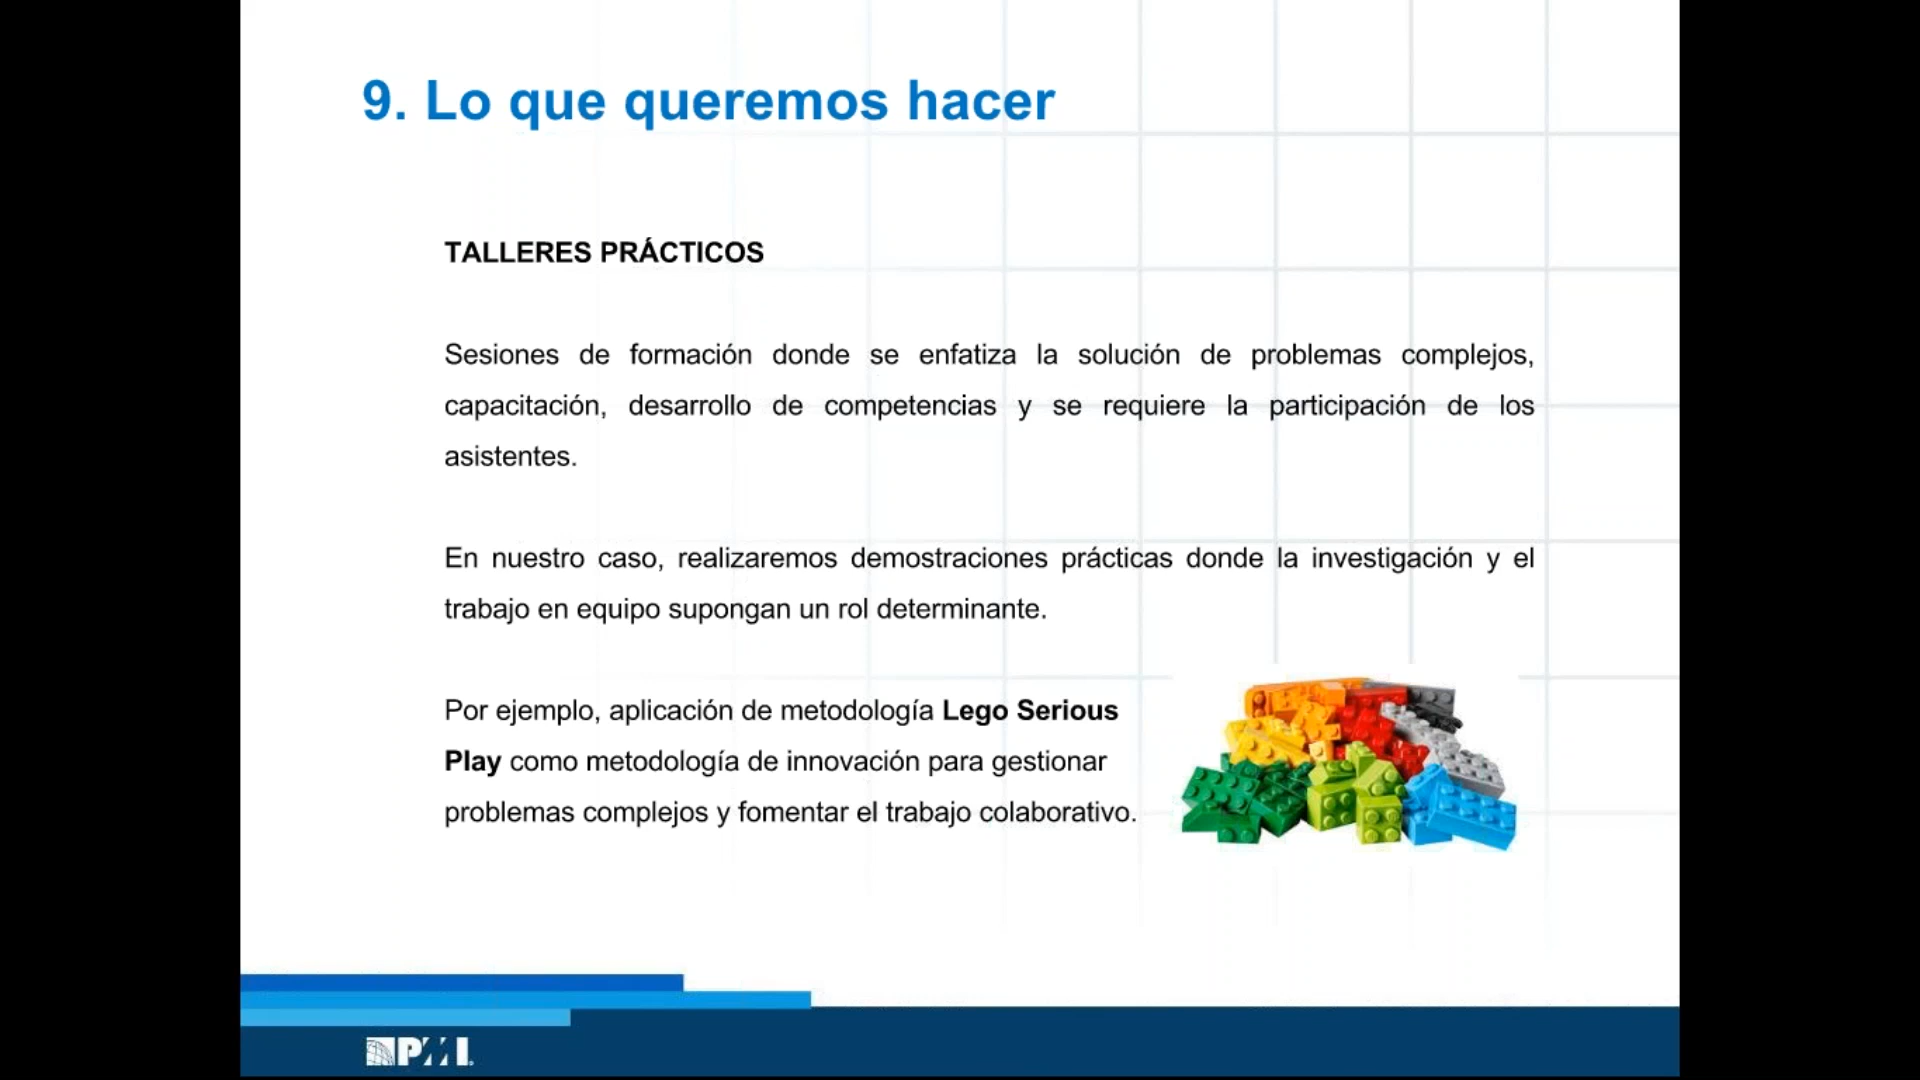 9. Lo que queremos hacer
TALLERES PRÁCTICOS
Sesiones de formación donde se enfatiza la solución de problemas complejos,
capacitación, desarrollo de competencias y se requiere la participación de los
asistentes.
En nuestro caso, realizaremos demostraciones prácticas donde la investigación y el
trabajo en equipo supongan un rol determinante.
Por ejemplo, aplicación de metodología Lego Serious
Play como metodología de innovación para gestionar
problemas complejos y fomentar el trabajo colaborativo.
PMI